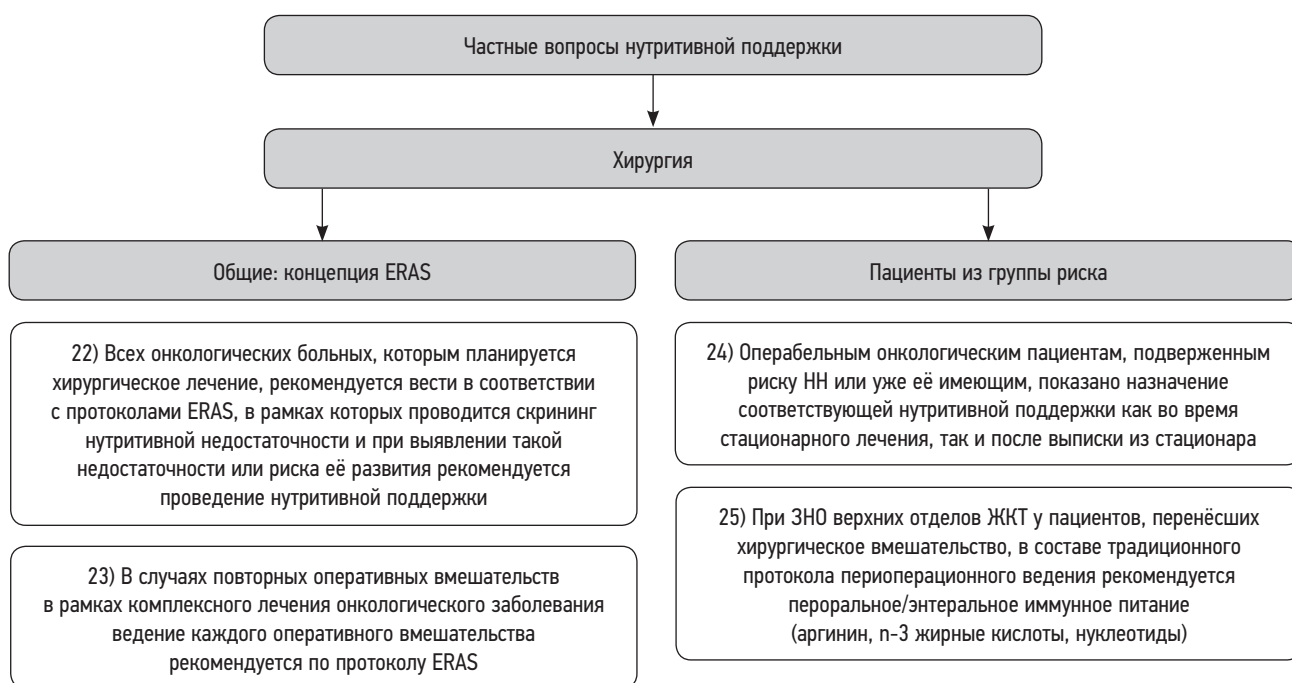 Частные вопросы нутритивной поддержки
Хирургия
Общие: концепция ERAS
22) Всех онкологических больных, которым планируется
хирургическое лечение, рекомендуется вести в соответствии
с протоколами ERAS, в рамках которых проводится скрининг
нутритивной недостаточности и при выявлении такой
недостаточности или риска её развития рекомендуется
проведение нутритивной поддержки
23) В случаях повторных оперативных вмешательств
в рамках комплексного лечения онкологического заболевания
ведение каждого оперативного вмешательства
рекомендуется по протоколу ERAS
Пациенты из группы риска
24) Операбельным онкологическим пациентам, подверженным
риску НН или уже её имеющим, показано назначение
соответствующей нутритивной поддержки как во время
стационарного лечения, так и после выписки из стационара
25) При ЗНО верхних отделов ЖКТ у пациентов, перенёсших
хирургическое вмешательство, в составе традиционного
протокола периоперационного ведения рекомендуется
пероральное/энтеральное иммунное питание
(аргинин, n-3 жирные кислоты, нуклеотиды)